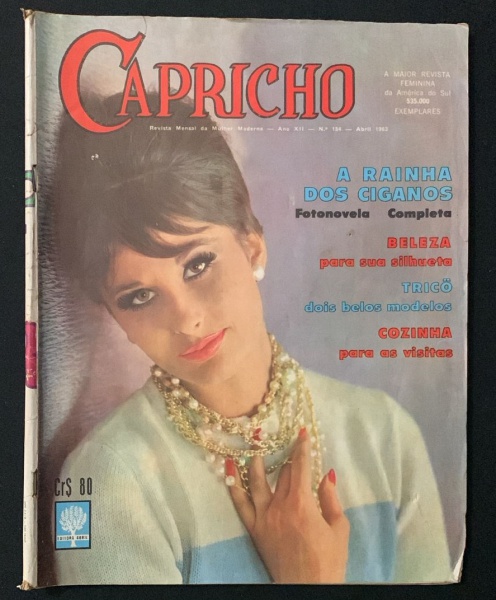 CAPRICHO
A MAIOR REVISTA
FEMININA
da América do Sul
535.000
EXEMPLARES
Revista Mensal da Mulher Moderna — Ano XII — N.º 134 — Abril 1963
A RAINHA
DOS CIGANOS
Fotonovela Completa
BELEZA
para sua silhueta
TRICÔ
dois belos modelos
COZINHA
para as visitas
Cr$ 80
EDITORA ABRIL